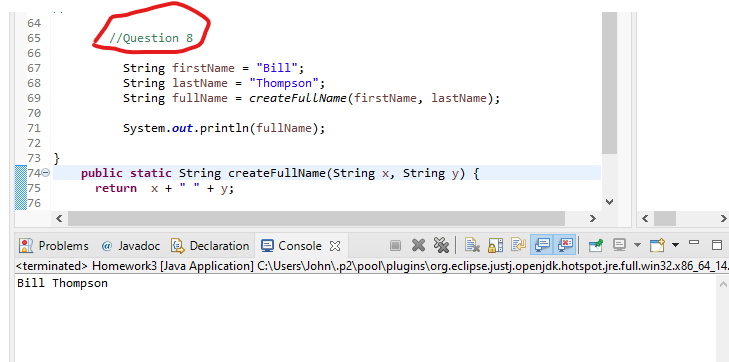 64
65 //Question 8
66
67 String firstName = "Bill";
68 String lastName = "Thompson";
69 String fullName = createFullName(firstName, lastName);
70
71 System.out.println(fullName);
72
73 }
74 public static String createFullName(String x, String y) {
75 return x + " " + y;
76
Problems @ Javadoc Declaration Console
<terminated> Homework3 [Java Application] C:\Users\John\.p2\pool\plugins\org.eclipse.justj.openjdk.hotspot.jre.full.win32.x86_64_14.
Bill Thompson